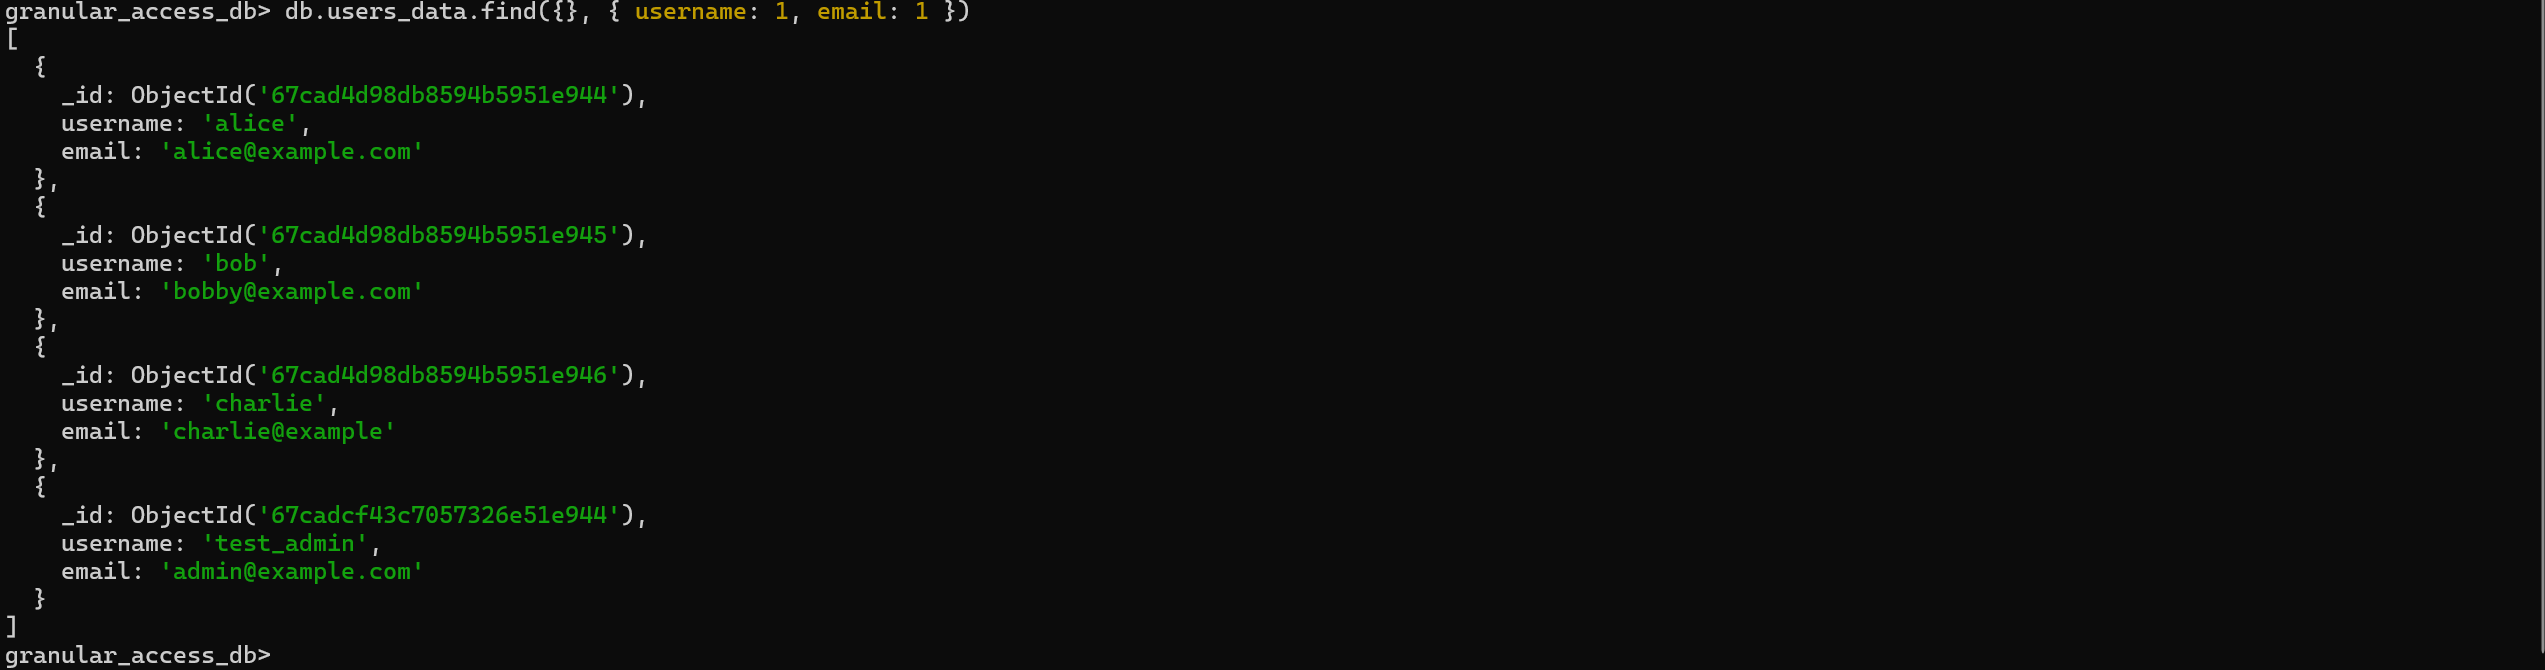 granular_access_db> db.users_data.find({}, { username: 1, email: 1 })
[
  {
    _id: ObjectId('67cad4d98db8594b5951e944'),
    username: 'alice',
    email: 'alice@example.com'
  },
  {
    _id: ObjectId('67cad4d98db8594b5951e945'),
    username: 'bob',
    email: 'bobby@example.com'
  },
  {
    _id: ObjectId('67cad4d98db8594b5951e946'),
    username: 'charlie',
    email: 'charlie@example'
  },
  {
    _id: ObjectId('67cadcf43c7057326e51e944'),
    username: 'test_admin',
    email: 'admin@example.com'
  }
]
granular_access_db>